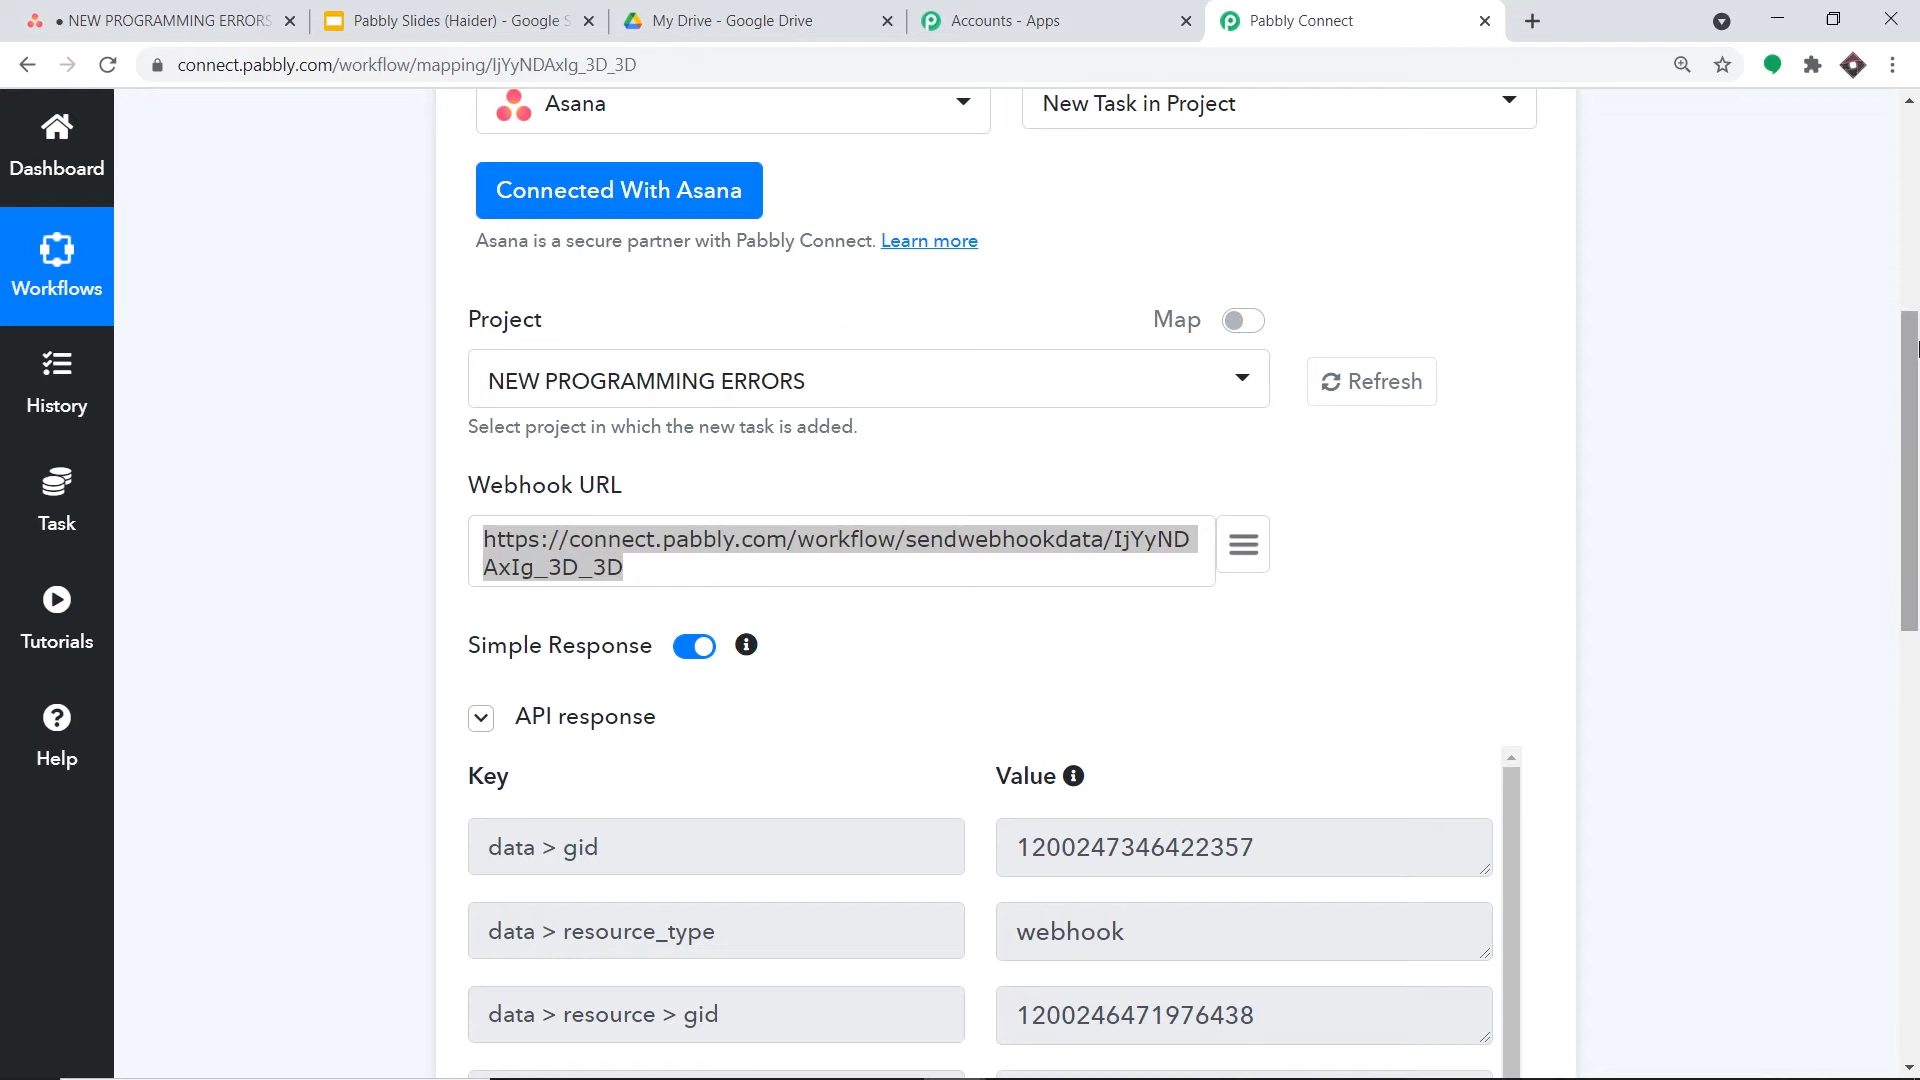 NEW PROGRAMMING ERRORS
Pabbly Slides (Haider) - Google S
My Drive - Google Drive
Accounts - Apps
Pabbly Connect
connect.pabbly.com/workflow/mapping/IjYyNDAxIg_3D_3D
Asana
New Task in Project
Dashboard
Connected With Asana
Asana is a secure partner with Pabbly Connect. Learn more
Workflows
Project
Map
NEW PROGRAMMING ERRORS
Refresh
History
Select project in which the new task is added.
Webhook URL
Task
https://connect.pabbly.com/workflow/sendwebhookdata/IjYyND
AxIg_3D_3D
Tutorials
Simple Response
API response
Help
Key
Value
data > gid
1200247346422357
data > resource_type
webhook
data > resource > gid
1200246471976438